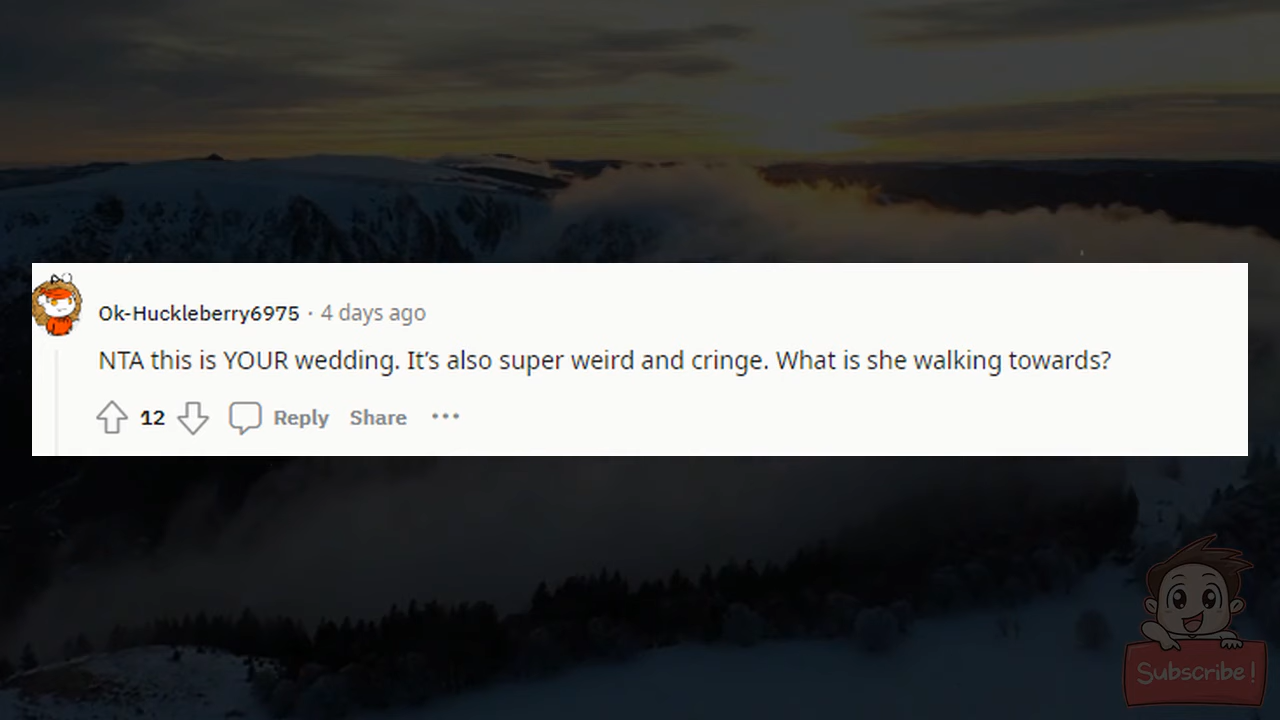 Ok-Huckleberry6975 · 4 days ago
NTA this is YOUR wedding. It’s also super weird and cringe. What is she walking towards?
12 Reply Share •••
Subscribe!